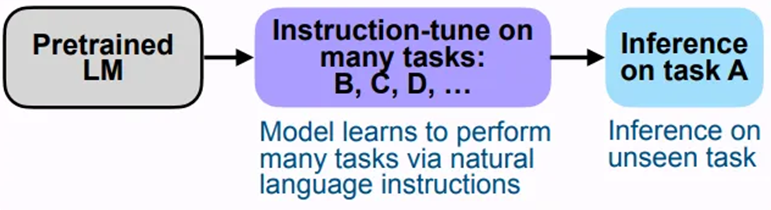 Pretrained
LM
Instruction-tune on
many tasks:
B, C, D, …
Model learns to perform
many tasks via natural
language instructions
Inference
on task A
Inference on
unseen task